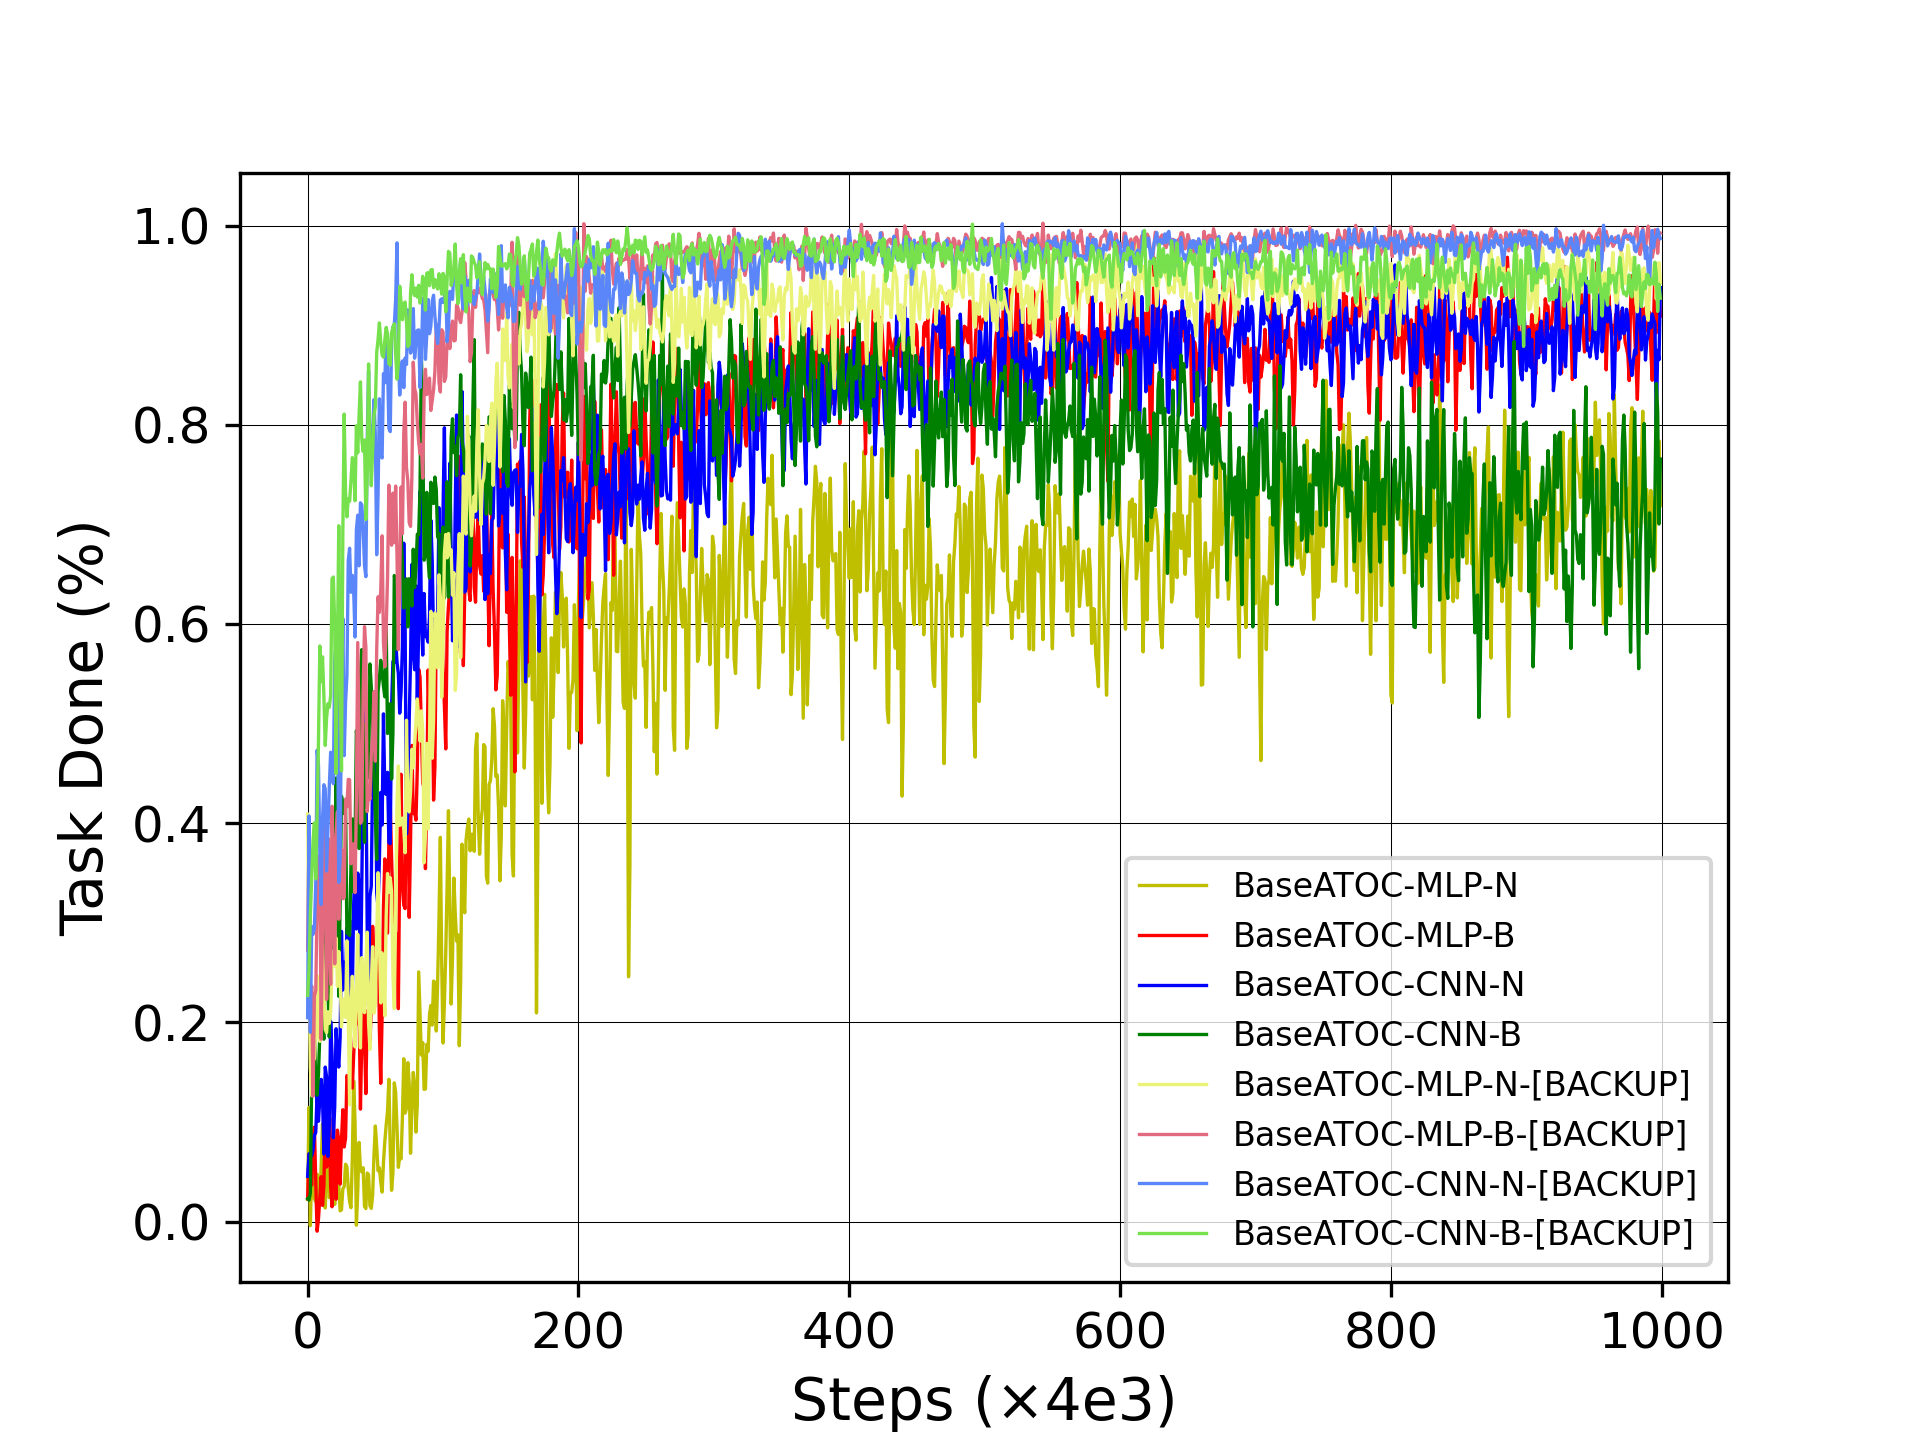 Task Done (%)
1.0
0.8
0.6
0.4
0.2
0.0
BaseATOC-MLP-N
BaseATOC-MLP-B
BaseATOC-CNN-N
BaseATOC-CNN-B
BaseATOC-MLP-N-[BACKUP]
BaseATOC-MLP-B-[BACKUP]
BaseATOC-CNN-N-[BACKUP]
BaseATOC-CNN-B-[BACKUP]
0 200 400 600 800 1000
Steps (×4e3)